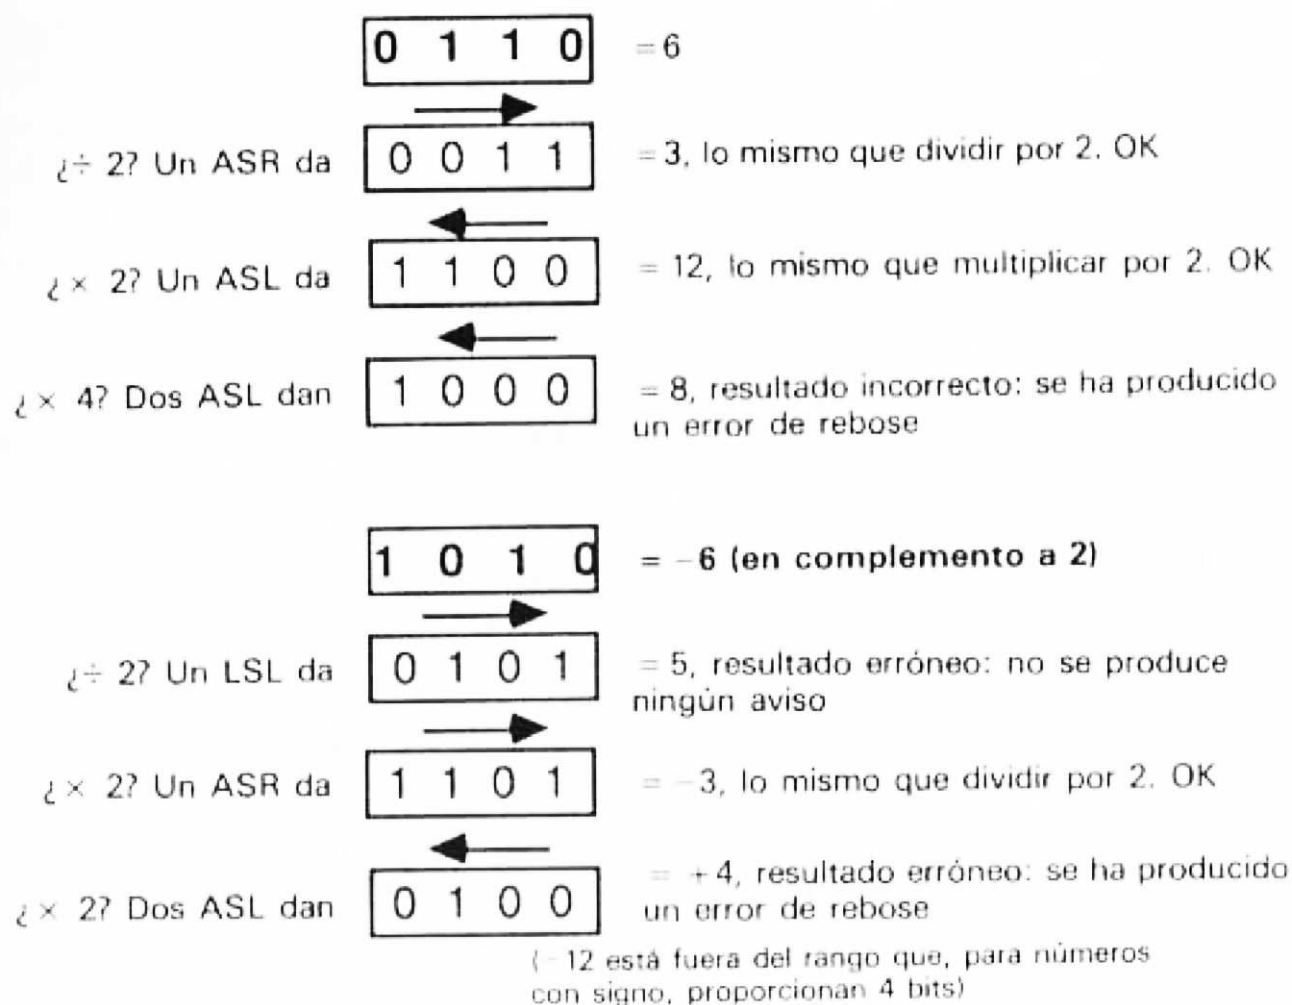 0 1 1 0 = 6
¿÷ 2? Un ASR da 0 0 1 1 = 3, lo mismo que dividir por 2. OK
¿× 2? Un ASL da 1 1 0 0 = 12, lo mismo que multiplicar por 2. OK
¿× 4? Dos ASL dan 1 0 0 0 = 8, resultado incorrecto: se ha producido
un error de rebose
1 0 1 0 = −6 (en complemento a 2)
¿÷ 2? Un LSL da 0 1 0 1 = 5, resultado erróneo: no se produce
ningún aviso
¿× 2? Un ASR da 1 1 0 1 = −3, lo mismo que dividir por 2. OK
¿× 2? Dos ASL dan 0 1 0 0 = +4, resultado erróneo: se ha producido
un error de rebose
(−12 está fuera del rango que, para números
con signo, proporcionan 4 bits)